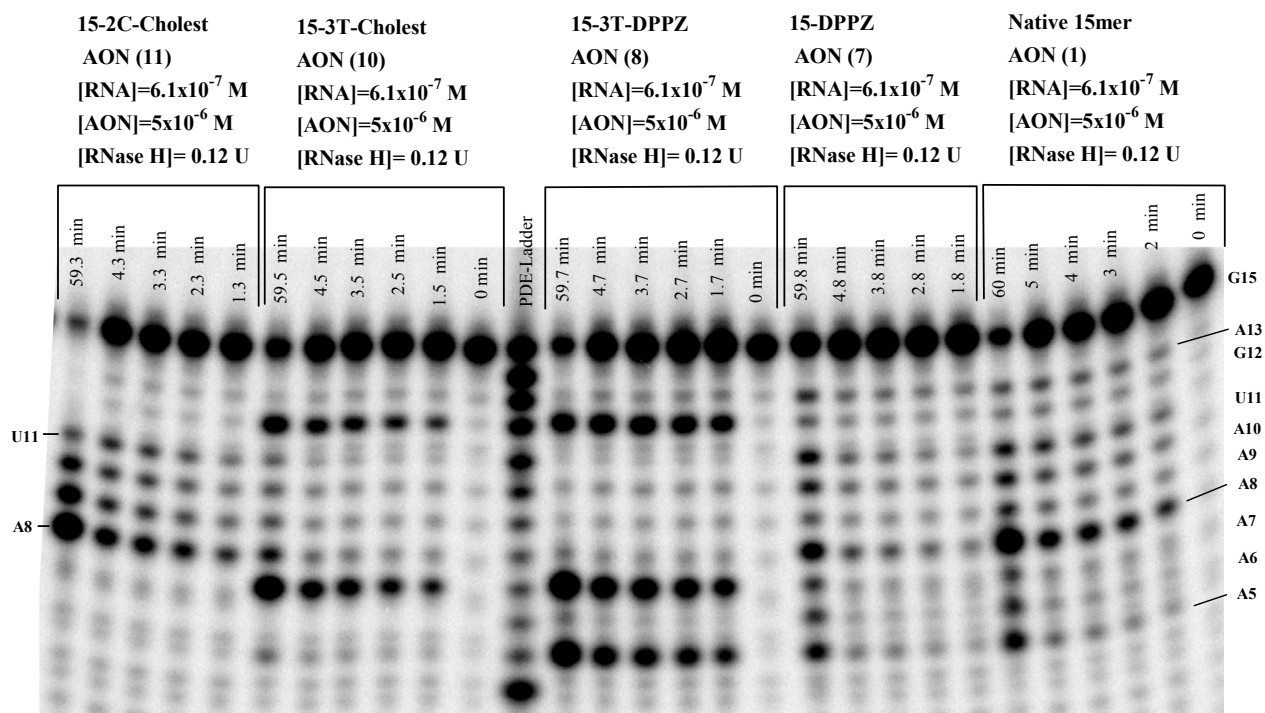 15-2C-Cholest
AON (11)
[RNA]=6.1x10⁻⁷ M
[AON]=5x10⁻⁶ M
[RNase H]= 0.12 U
15-3T-Cholest
AON (10)
[RNA]=6.1x10⁻⁷ M
[AON]=5x10⁻⁶ M
[RNase H]= 0.12 U
15-3T-DPPZ
AON (8)
[RNA]=6.1x10⁻⁷ M
[AON]=5x10⁻⁶ M
[RNase H]= 0.12 U
15-DPPZ
AON (7)
[RNA]=6.1x10⁻⁷ M
[AON]=5x10⁻⁶ M
[RNase H]= 0.12 U
Native 15mer
AON (1)
[RNA]=6.1x10⁻⁷ M
[AON]=5x10⁻⁶ M
[RNase H]= 0.12 U
59.3 min
4.3 min
3.3 min
2.3 min
1.3 min
59.5 min
4.5 min
3.5 min
2.5 min
1.5 min
0 min
PDE-Ladder
59.7 min
4.7 min
3.7 min
2.7 min
1.7 min
0 min
59.8 min
4.8 min
3.8 min
2.8 min
1.8 min
60 min
5 min
4 min
3 min
2 min
0 min
U11
A8
G15
A13
G12
U11
A10
A9
A8
A7
A6
A5